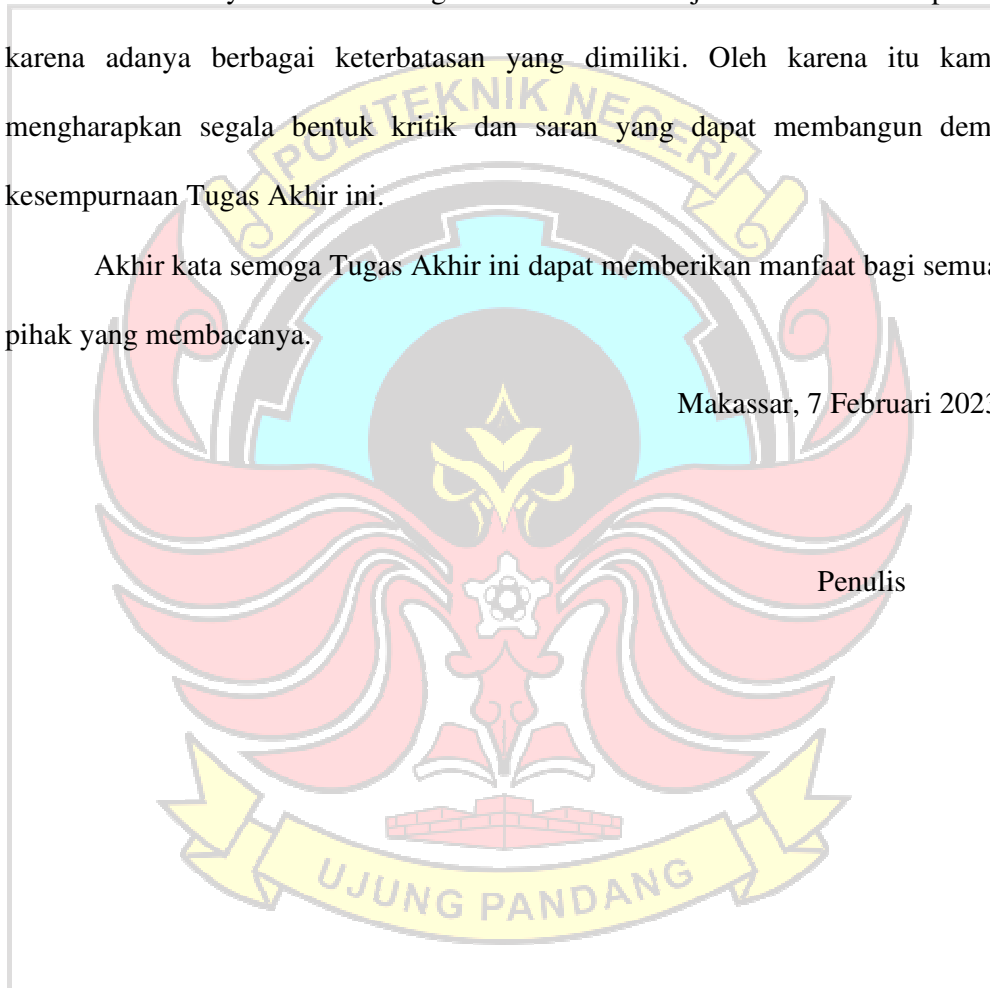 karena adanya berbagai keterbatasan yang dimiliki. Oleh karena itu kam
mengharapkan segala bentuk kritik dan saran yang dapat membangun dem
kesempurnaan Tugas Akhir ini.
Akhir kata semoga Tugas Akhir ini dapat memberikan manfaat bagi semua
pihak yang membacanya.
Makassar, 7 Februari 2023
Penulis
POLITEKNIK NEGERI
UJUNG PANDANG